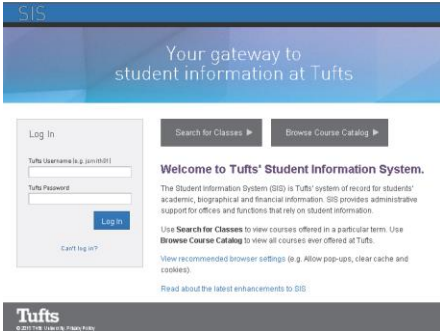 SIS
Your gateway to
student information at Tufts
Log In
Tufts Username (e.g. jsmith01)
Tufts Password
Log In
Can't log in?
Search for Classes ▶
Browse Course Catalog ▶
Welcome to Tufts' Student Information System.
The Student Information System (SIS) is Tufts' system of record for students'
academic, biographical and financial information. SIS provides administrative
support for offices and functions that rely on student information.
Use Search for Classes to view courses offered in a particular term. Use
Browse Course Catalog to view all courses ever offered at Tufts.
View recommended browser settings (e.g. Allow pop-ups, clear cache and
cookies).
Read about the latest enhancements to SIS
Tufts
Tufts University. Privacy Policy